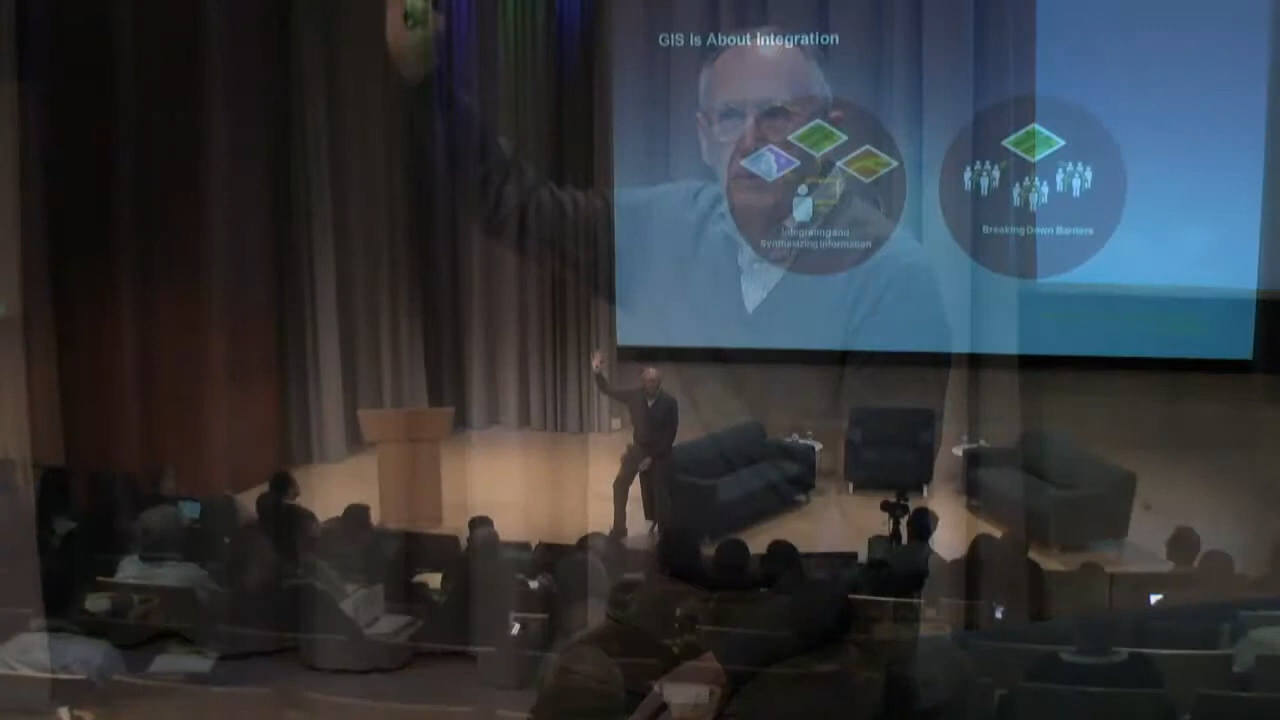 GIS Is About Integration
Integrating and
Synthesizing Information
Breaking Down Barriers